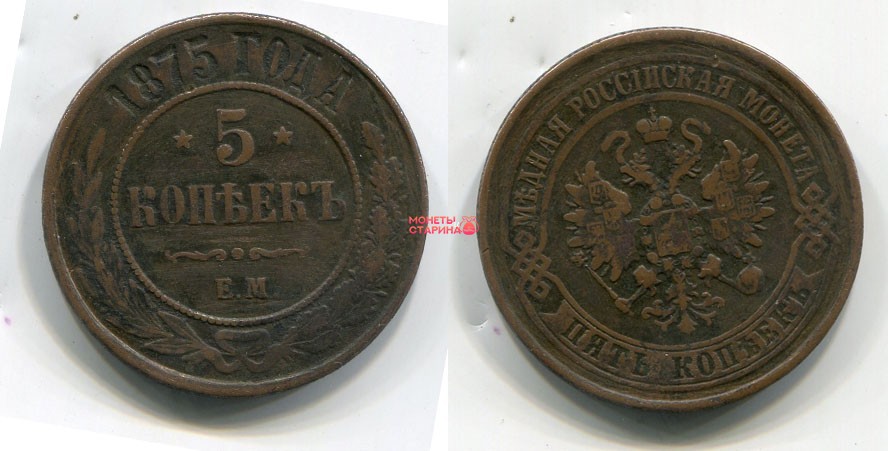 1875 ГОДА
5
КОПѢЕКЪ
Е.М
МОНЕТЫ
СТАРИНА
МѢДНАЯ РОССІЙСКАЯ МОНЕТА
ПЯТЬ КОПѢЕКЪ